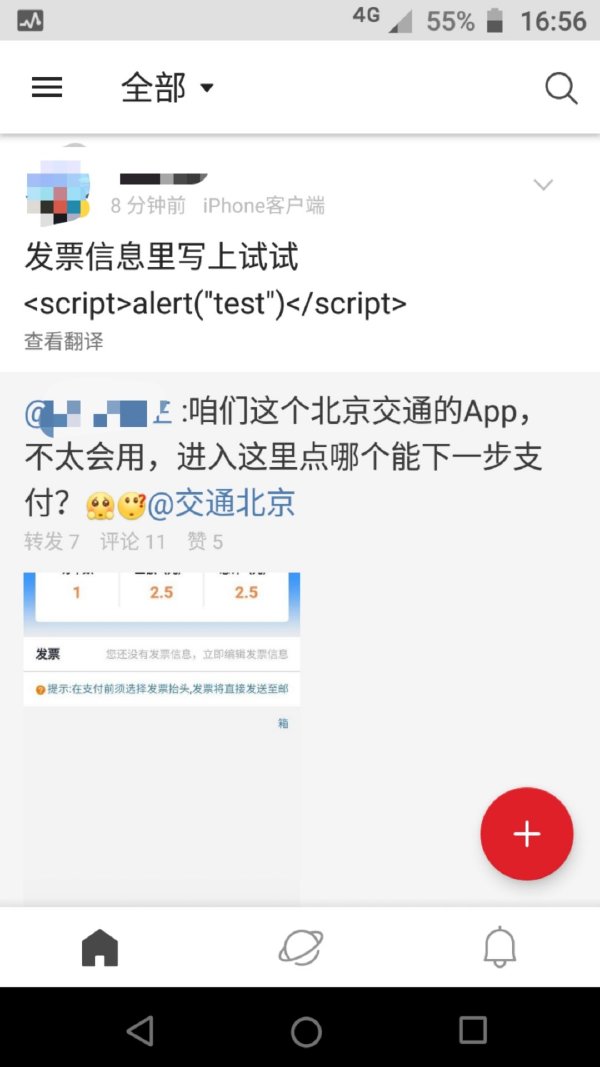 4G 55% 16:56
全部
8 分钟前 iPhone客户端
发票信息里写上试试
<script>alert("test")</script>
查看翻译
@ :咱们这个北京交通的App，
不太会用，进入这里点哪个能下一步支
付？@交通北京
转发 7 评论 11 赞 5
1 2.5 2.5
发票 您还没有发票信息，立即编辑发票信息
提示:在支付前须选择发票抬头,发票将直接发送至邮
箱